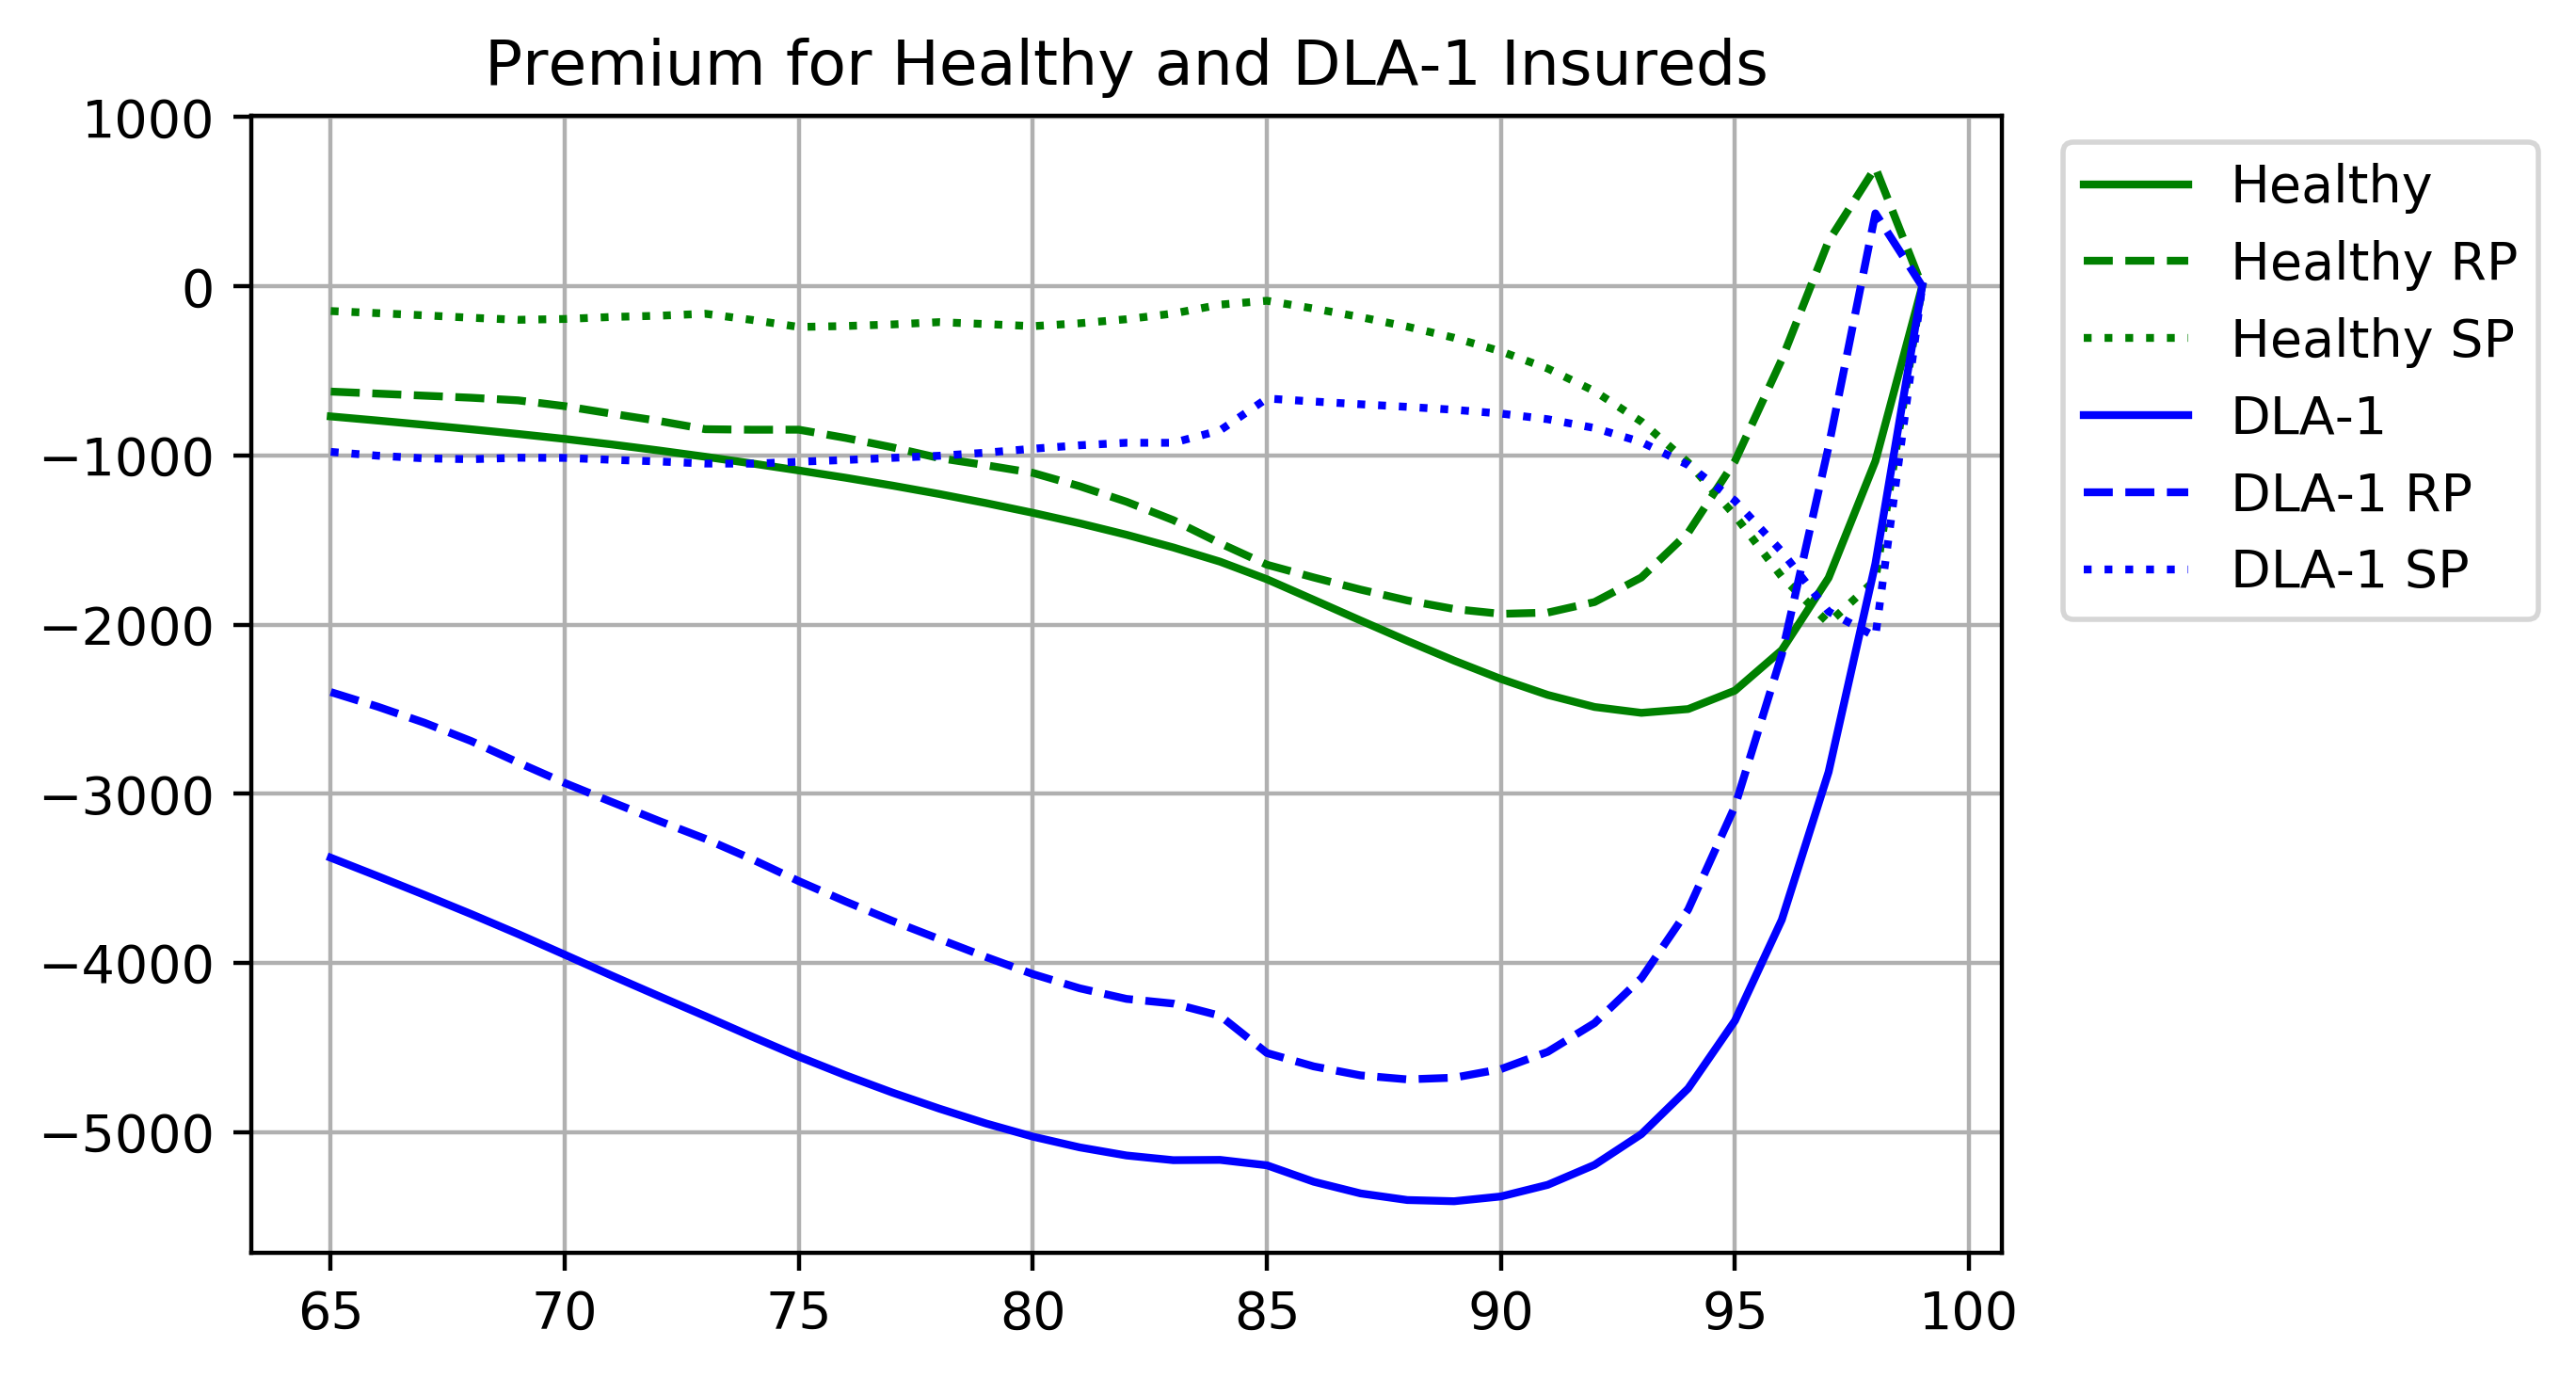 Premium for Healthy and DLA-1 Insureds
1000
0
−1000
−2000
−3000
−4000
−5000
65 70 75 80 85 90 95 100
Healthy
Healthy RP
Healthy SP
DLA-1
DLA-1 RP
DLA-1 SP